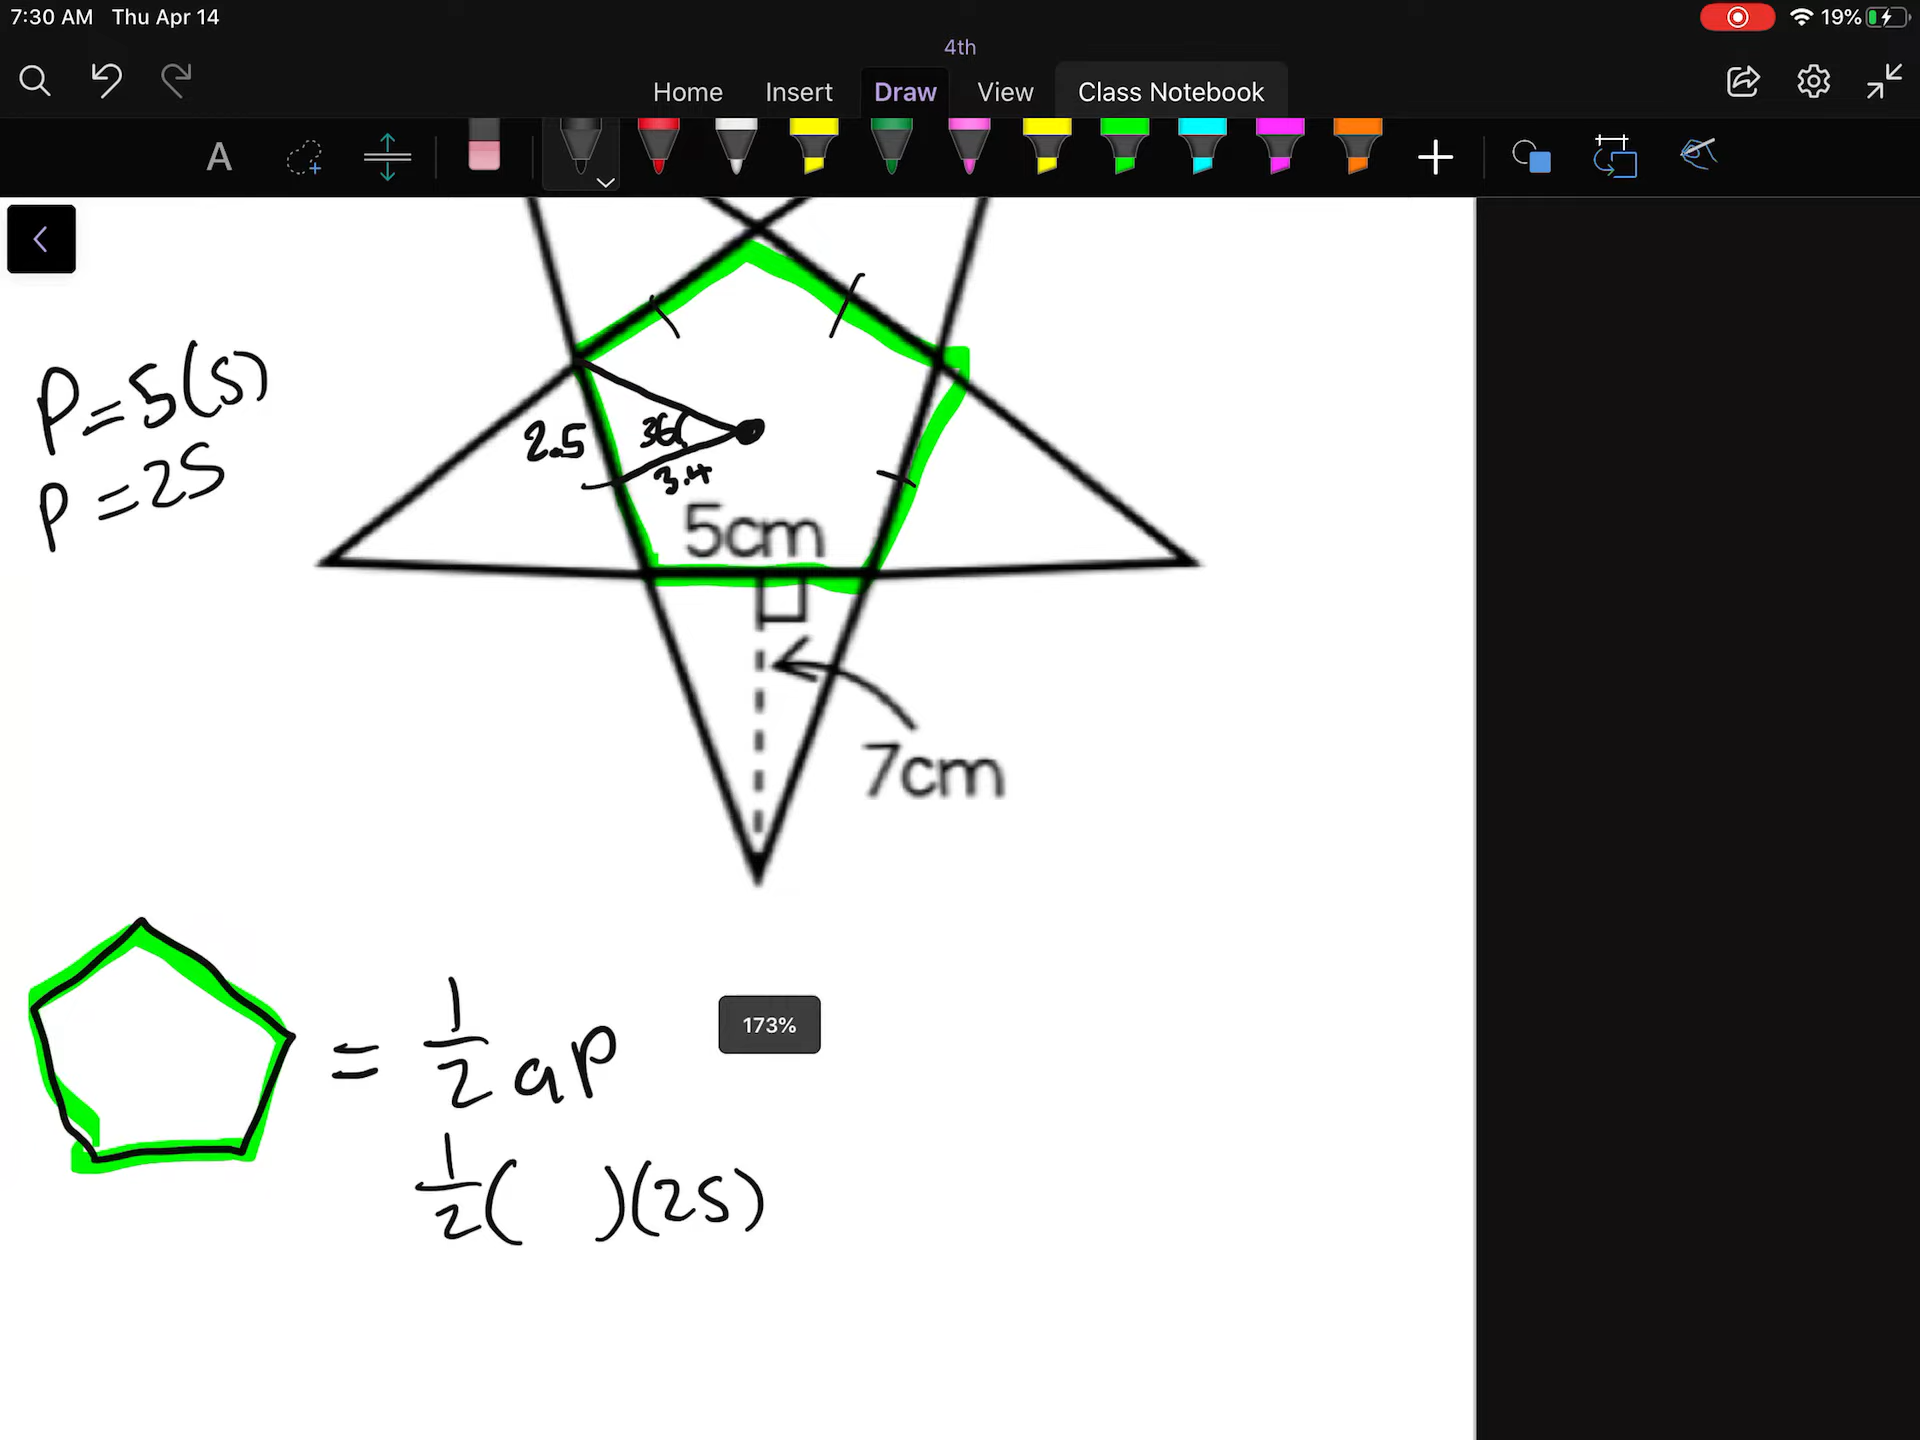 7:30 AM Thu Apr 14
19%
4th
Home Insert Draw View Class Notebook
A
P=5(5)
P=25
2.5
36
3.4
5cm
7cm
= 1/2 ap
173%
1/2( )(25)